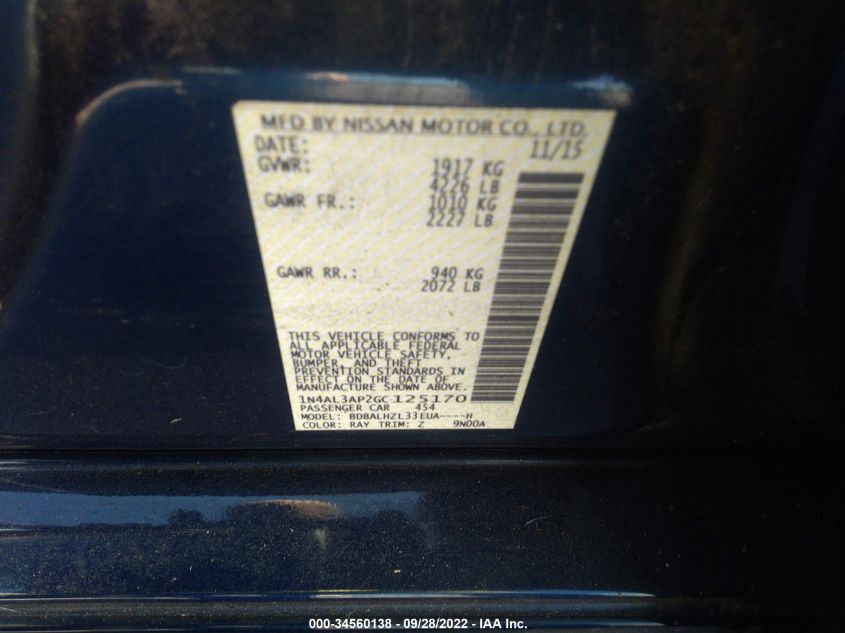 MFD BY NISSAN MOTOR CO., LTD.
DATE: 11/15
GVWR: 1917 KG
4226 LB
GAWR FR.: 1010 KG
2227 LB
GAWR RR.: 940 KG
2072 LB
THIS VEHICLE CONFORMS TO
ALL APPLICABLE FEDERAL
MOTOR VEHICLE SAFETY,
BUMPER, AND THEFT
PREVENTION STANDARDS IN
EFFECT ON THE DATE OF
MANUFACTURE SHOWN ABOVE.
1N4AL3AP2GC125170
PASSENGER CAR 454
MODEL: BDBALHZL33EUA----H
COLOR: RAY TRIM: Z 9N00A
000-34560138 - 09/28/2022 - IAA Inc.